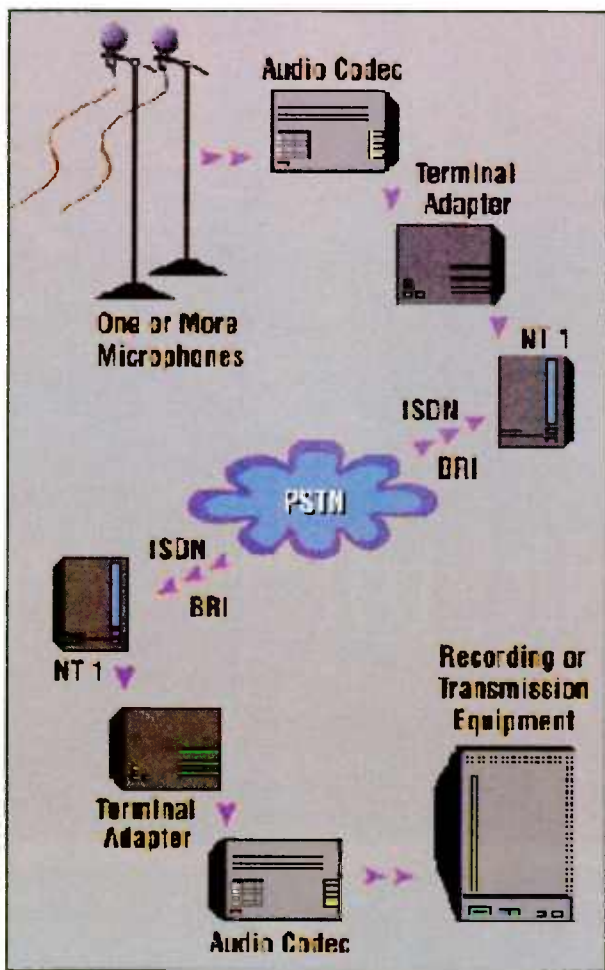 Audio Codec
Terminal
Adapter
One or More
Microphones
NT 1
ISDN
BRI
PSTN
ISDN
BRI
NT 1
Terminal
Adapter
Audio Codec
Recording or
Transmission
Equipment